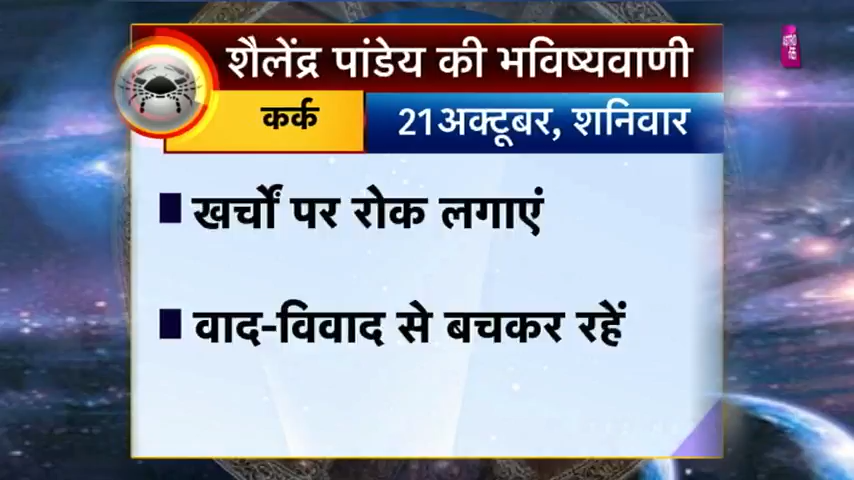 शैलेंद्र पांडेय की भविष्यवाणी
कर्क
21अक्टूबर, शनिवार
खर्चों पर रोक लगाएं
वाद-विवाद से बचकर रहें